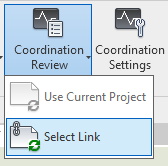 Coordination
Review
Coordination
Settings
Use Current Project
Select Link